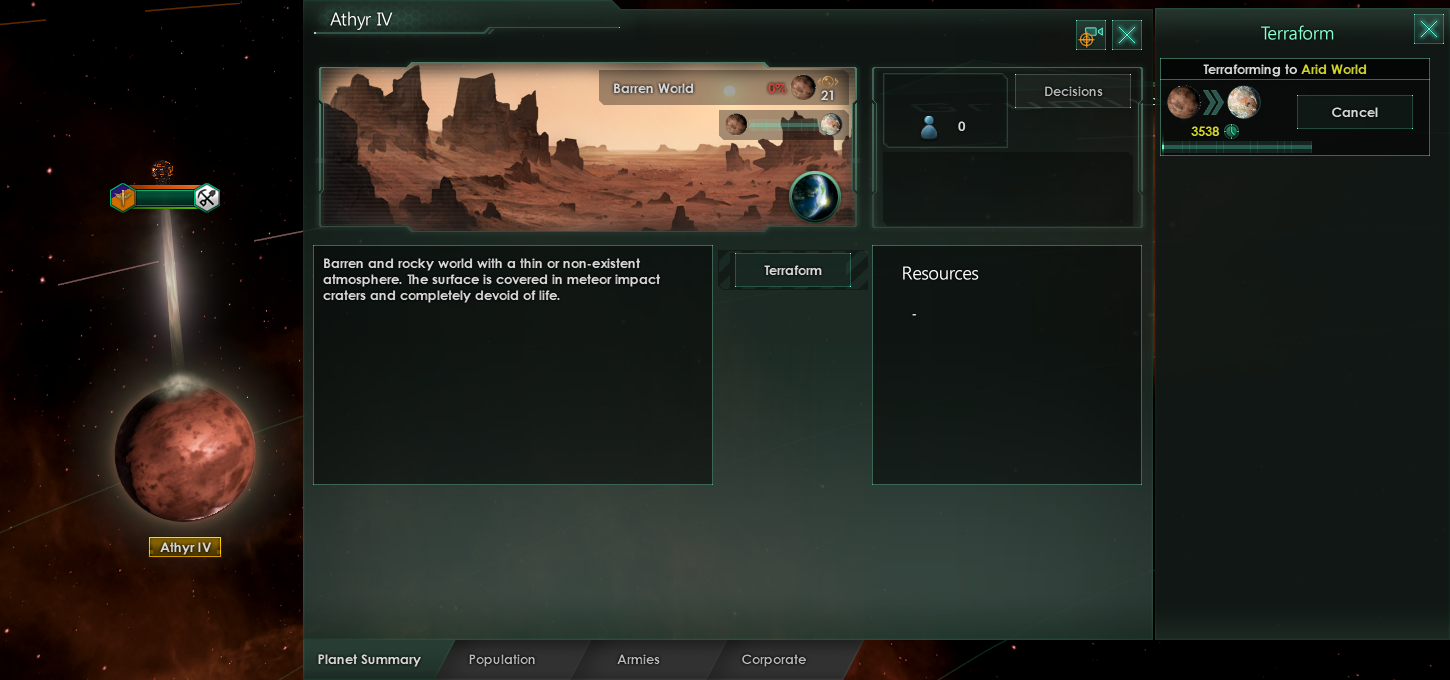 Athyr IV
Terraform
Terraforming to Arid World
Barren World
0%
21
Decisions
0
Cancel
3538
Barren and rocky world with a thin or non-existent
atmosphere. The surface is covered in meteor impact
craters and completely devoid of life.
Terraform
Resources
-
Athyr IV
Planet Summary
Population
Armies
Corporate